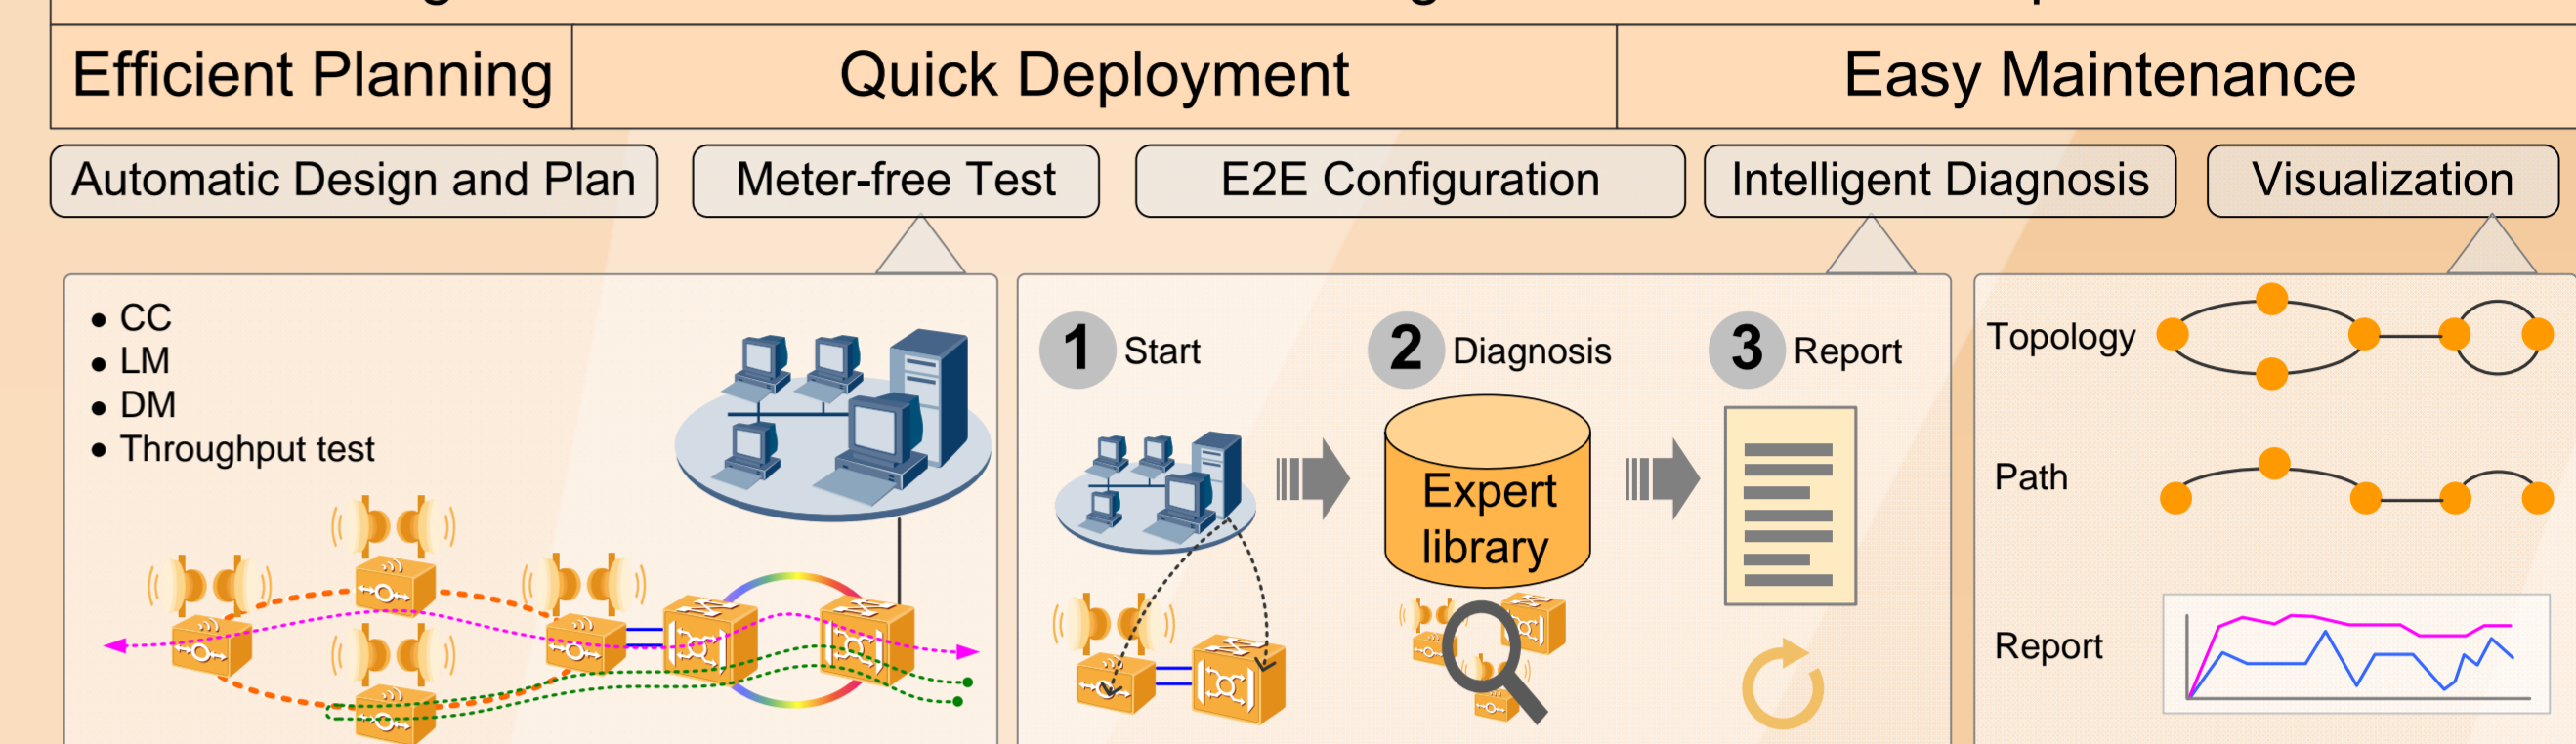 Efficient Planning
Quick Deployment
Easy Maintenance
Automatic Design and Plan
Meter-free Test
E2E Configuration
Intelligent Diagnosis
Visualization
• CC
• LM
• DM
• Throughput test
1 Start
2 Diagnosis
3 Report
Expert
library
Topology
Path
Report